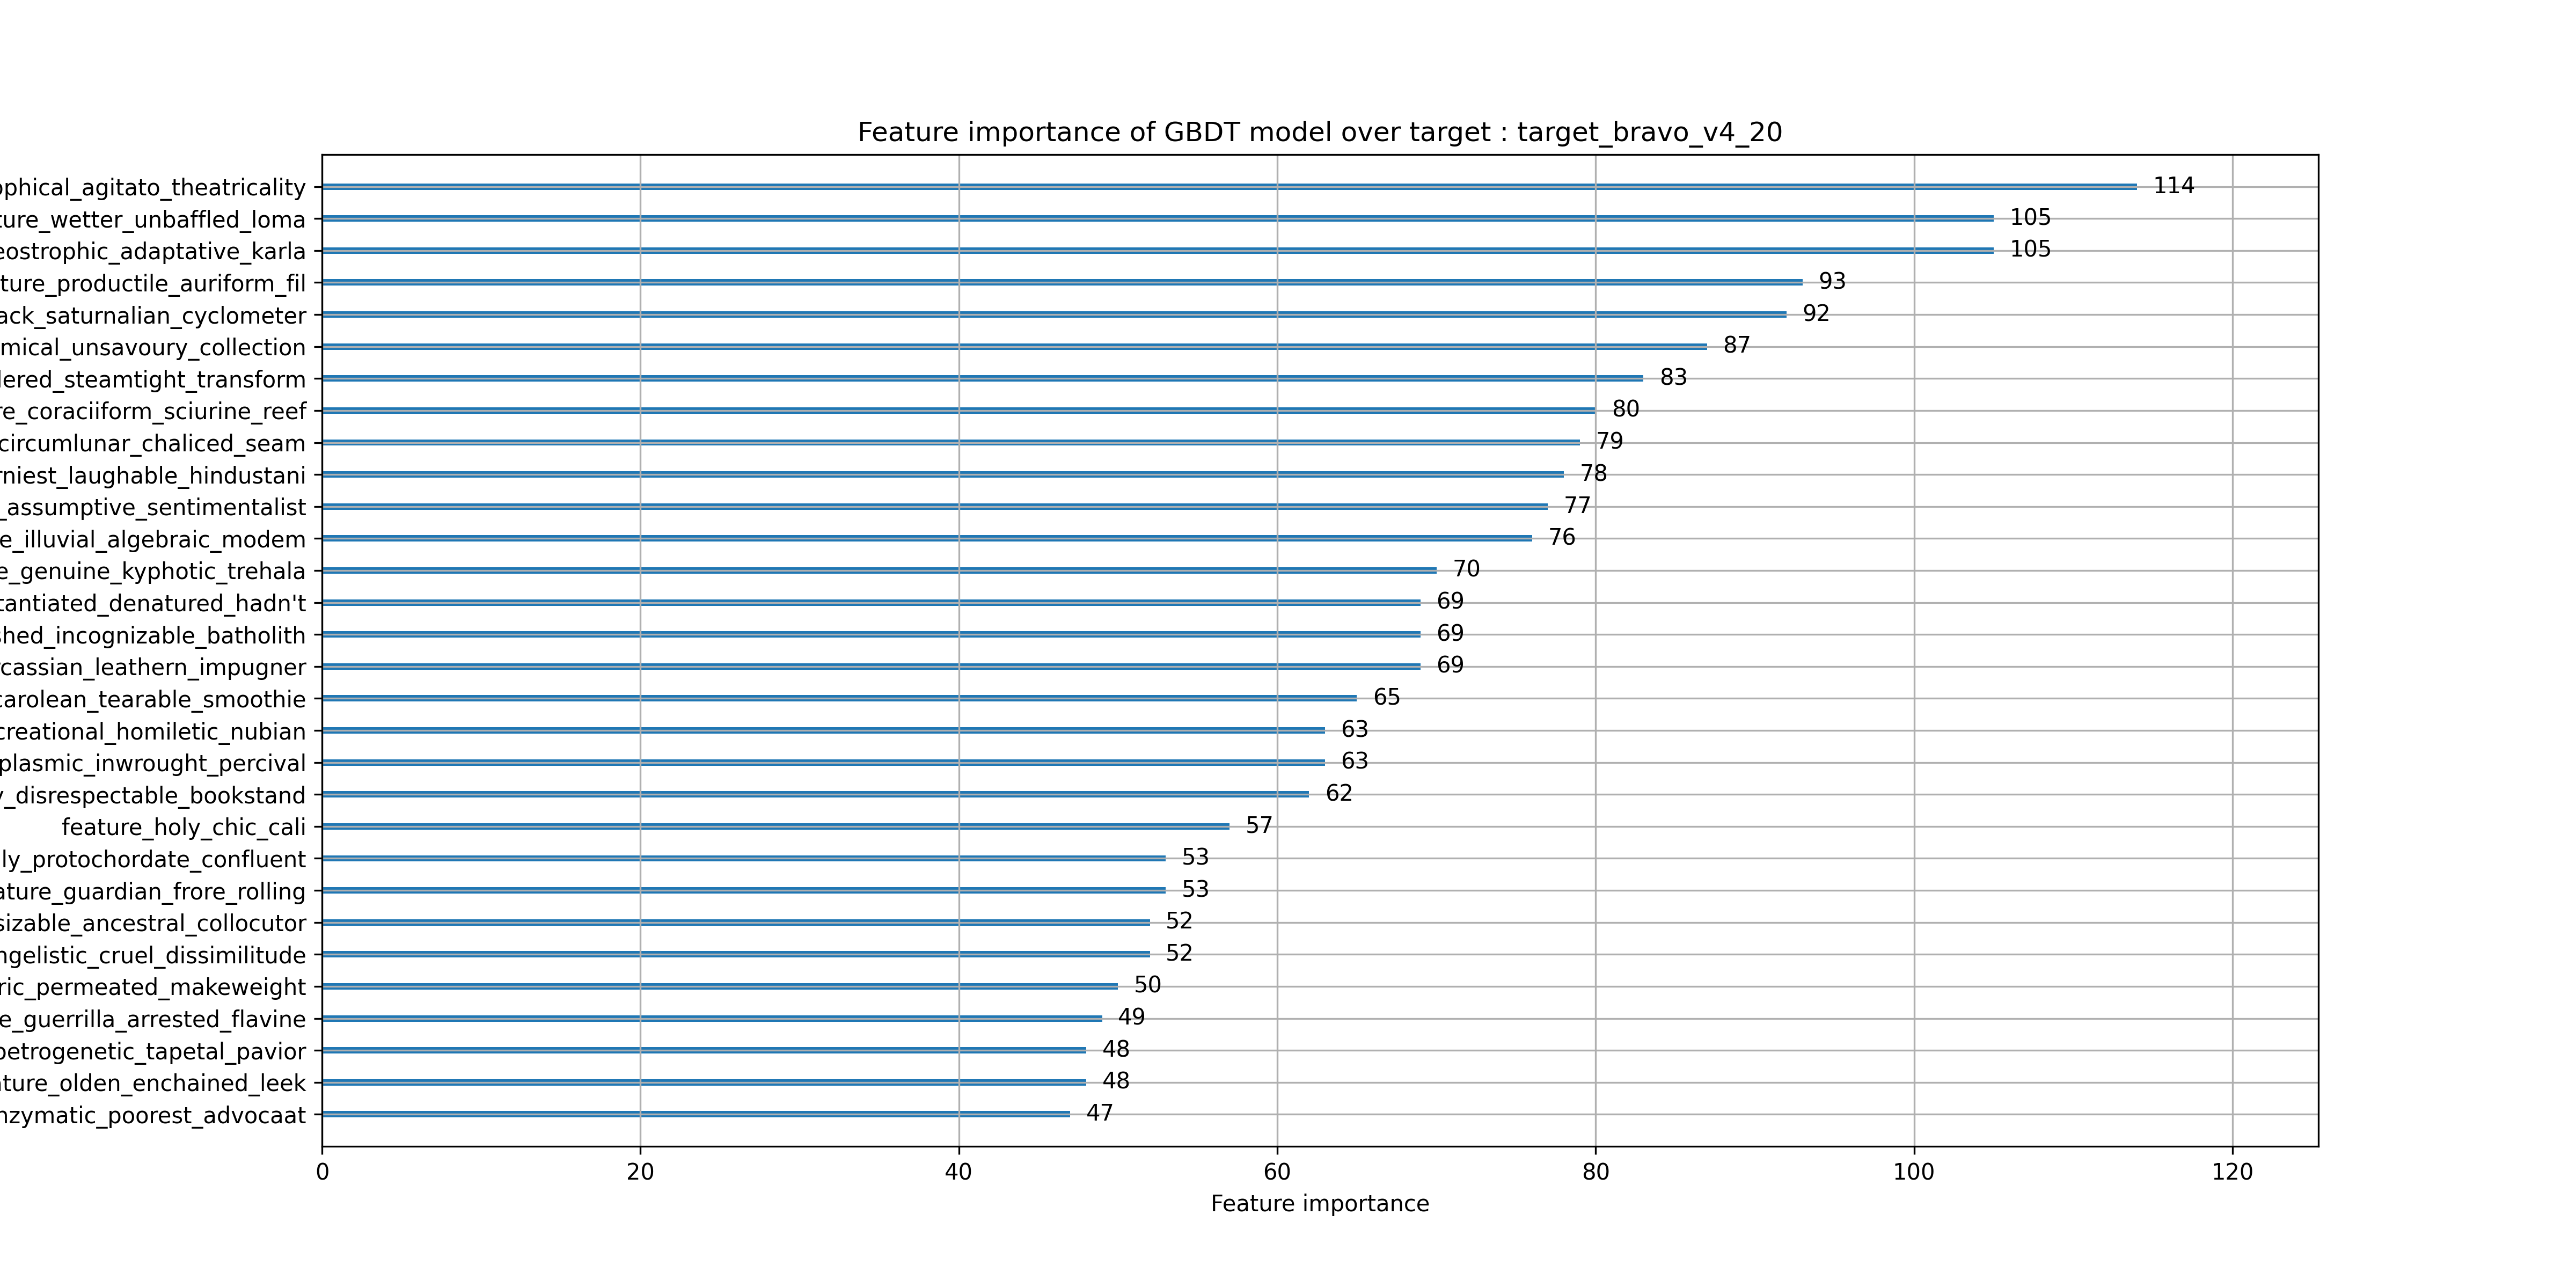 Feature importance of GBDT model over target : target_bravo_v4_20
ophical_agitato_theatricality 114
ture_wetter_unbaffled_loma 105
eostrophic_adaptative_karla 105
ture_productile_auriform_fil 93
ack_saturnalian_cyclometer 92
mical_unsavoury_collection 87
lered_steamtight_transform 83
re_coraciiform_sciurine_reef 80
circumlunar_chaliced_seam 79
rniest_laughable_hindustani 78
_assumptive_sentimentalist 77
e_illuvial_algebraic_modem 76
e_genuine_kyphotic_trehala 70
tantiated_denatured_hadn't 69
shed_incognizable_batholith 69
rcassian_leathern_impugner 69
carolean_tearable_smoothie 65
creational_homiletic_nubian 63
plasmic_inwrought_percival 63
y_disrespectable_bookstand 62
feature_holy_chic_cali 57
ly_protochordate_confluent 53
ature_guardian_frore_rolling 53
sizable_ancestral_collocutor 52
ngelistic_cruel_dissimilitude 52
ric_permeated_makeweight 50
e_guerrilla_arrested_flavine 49
petrogenetic_tapetal_pavior 48
ture_olden_enchained_leek 48
nzymatic_poorest_advocaat 47
0 20 40 60 80 100 120
Feature importance